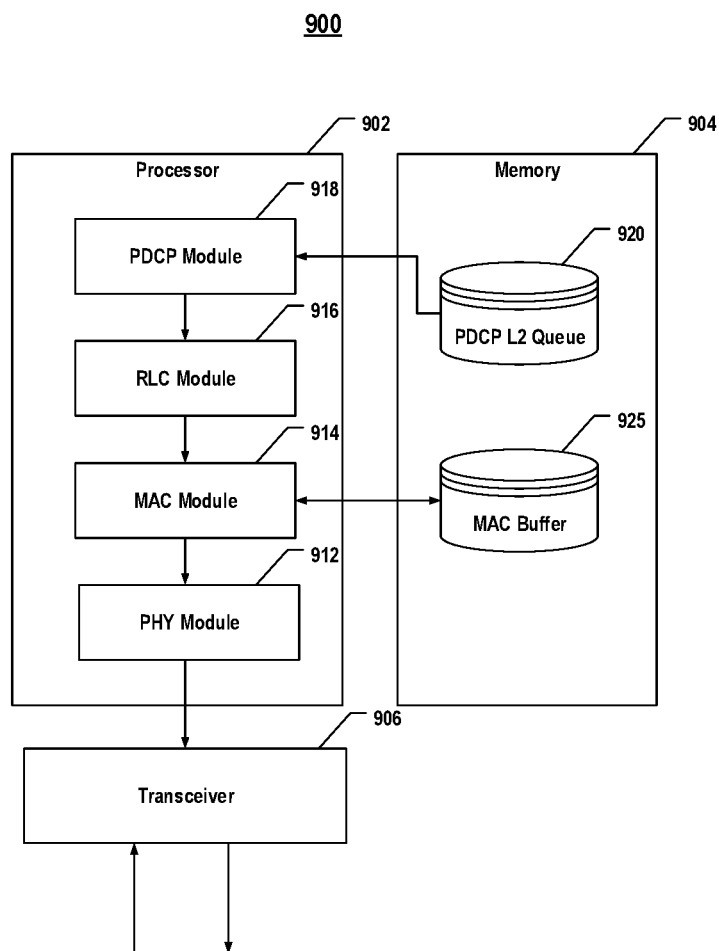 900
902
904
Processor
Memory
918
PDCP Module
920
PDCP L2 Queue
916
RLC Module
914
MAC Module
925
MAC Buffer
912
PHY Module
906
Transceiver